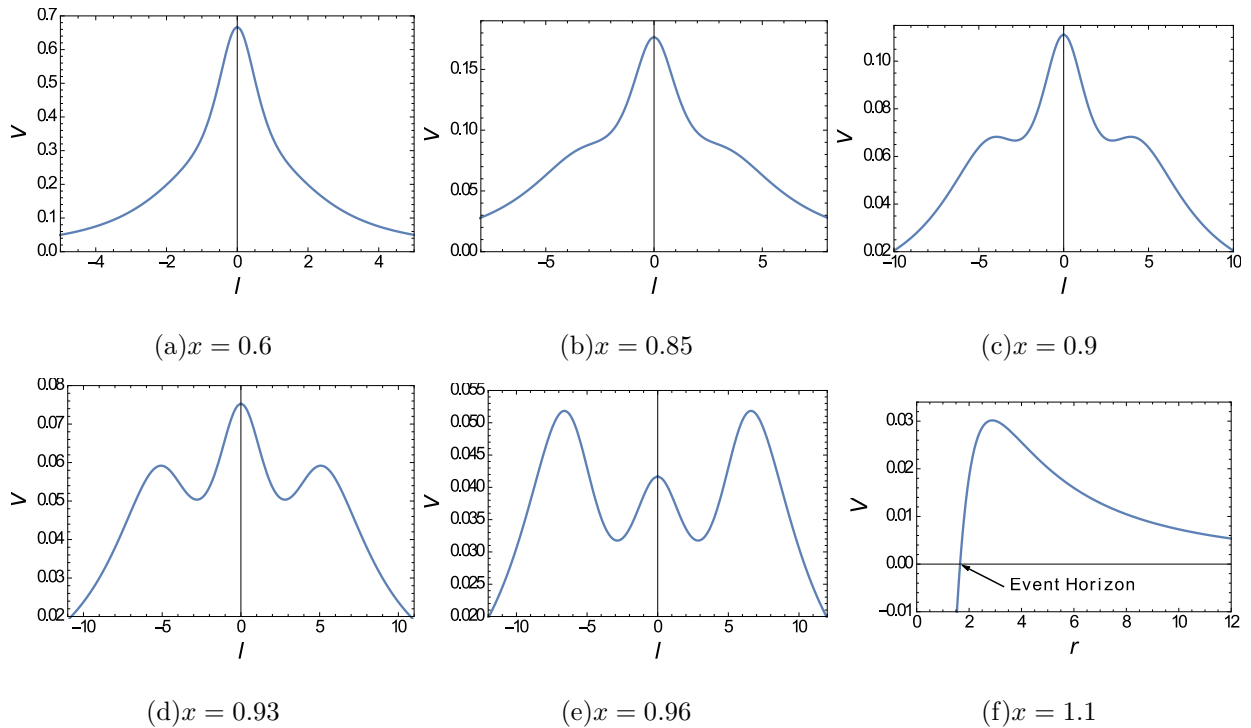 0.7
0.6
0.5
0.4
0.3
0.2
0.1
0.0
V
−4 −2 0 2 4
l
(a)x = 0.6
0.15
0.10
0.05
0.00
V
−5 0 5
l
(b)x = 0.85
0.10
0.08
0.06
0.04
0.02
V
−10 −5 0 5 10
l
(c)x = 0.9
0.08
0.07
0.06
0.05
0.04
0.03
0.02
V
−10 −5 0 5 10
l
(d)x = 0.93
0.055
0.050
0.045
0.040
0.035
0.030
0.025
0.020
V
−10 −5 0 5 10
l
(e)x = 0.96
0.03
0.02
0.01
0.00
−0.01
V
Event Horizon
0 2 4 6 8 10 12
r
(f)x = 1.1